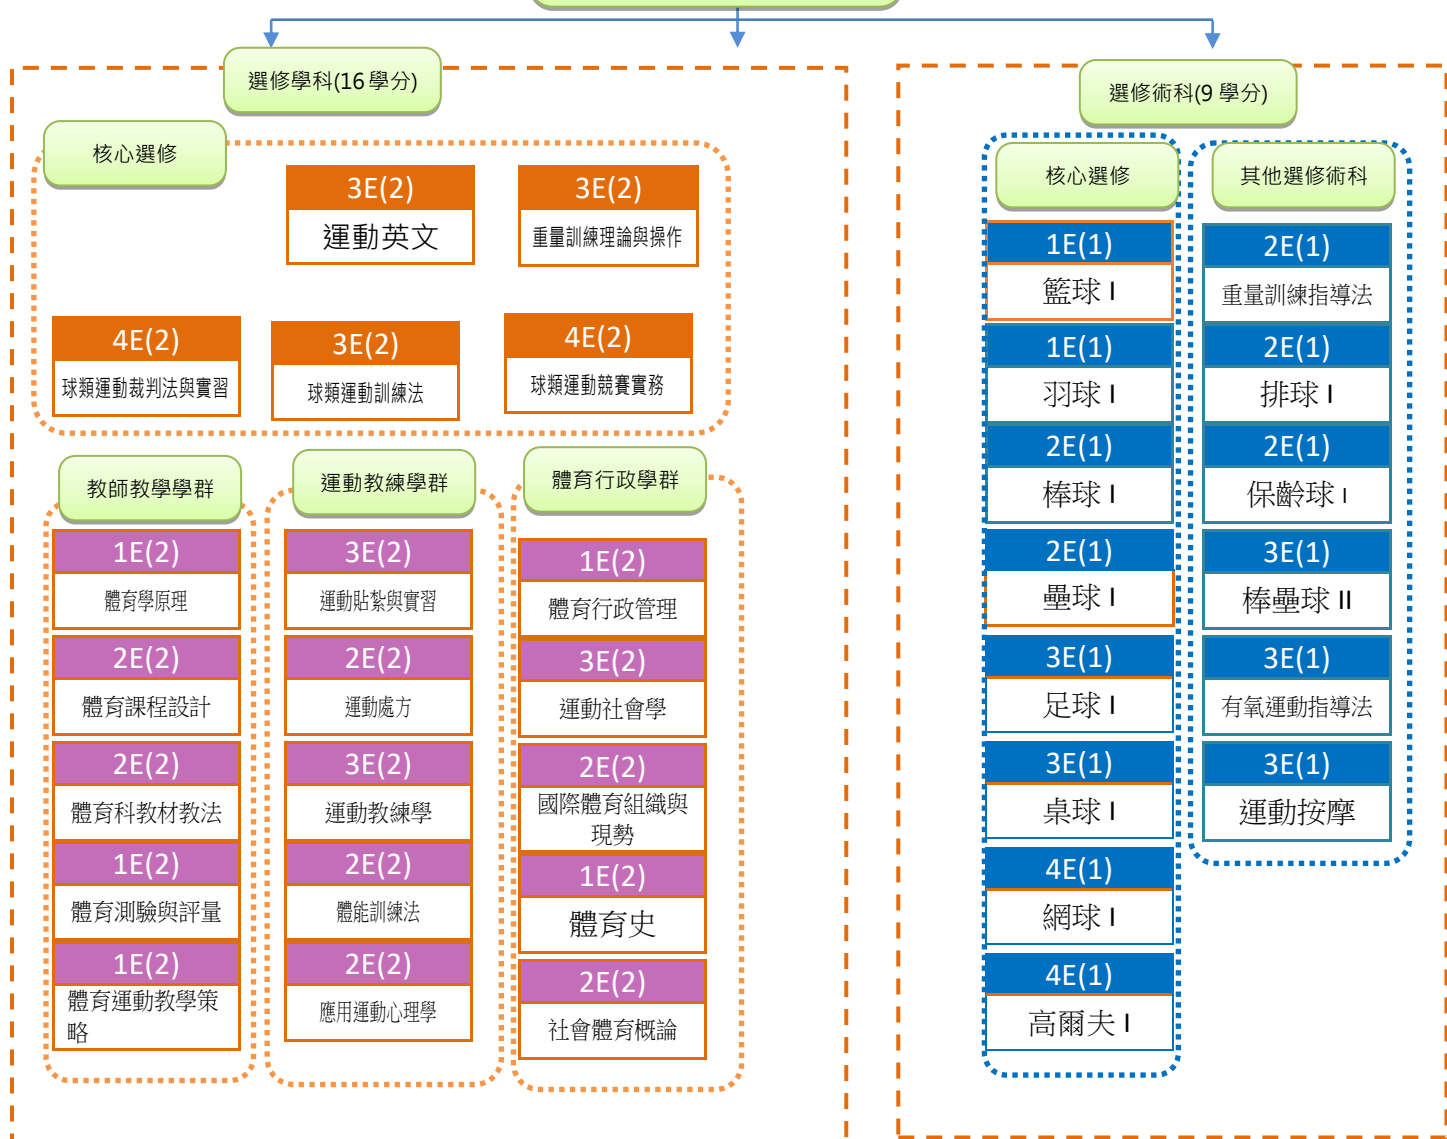 選修學科(16 學分)
核心選修
3E(2)
運動英文
3E(2)
重量訓練理論與操作
4E(2)
球類運動裁判法與實習
3E(2)
球類運動訓練法
4E(2)
球類運動競賽實務
教師教學學群
1E(2)
體育學原理
2E(2)
體育課程設計
2E(2)
體育科教材教法
1E(2)
體育測驗與評量
1E(2)
體育運動教學策
略
運動教練學群
3E(2)
運動貼紮與實習
2E(2)
運動處方
3E(2)
運動教練學
2E(2)
體能訓練法
2E(2)
應用運動心理學
體育行政學群
1E(2)
體育行政管理
3E(2)
運動社會學
2E(2)
國際體育組織與
現勢
1E(2)
體育史
2E(2)
社會體育概論
選修術科(9 學分)
核心選修
1E(1)
籃球 I
1E(1)
羽球 I
2E(1)
棒球 I
2E(1)
壘球 I
3E(1)
足球 I
3E(1)
桌球 I
4E(1)
網球 I
4E(1)
高爾夫 I
其他選修術科
2E(1)
重量訓練指導法
2E(1)
排球 I
2E(1)
保齡球 I
3E(1)
棒壘球 II
3E(1)
有氧運動指導法
3E(1)
運動按摩